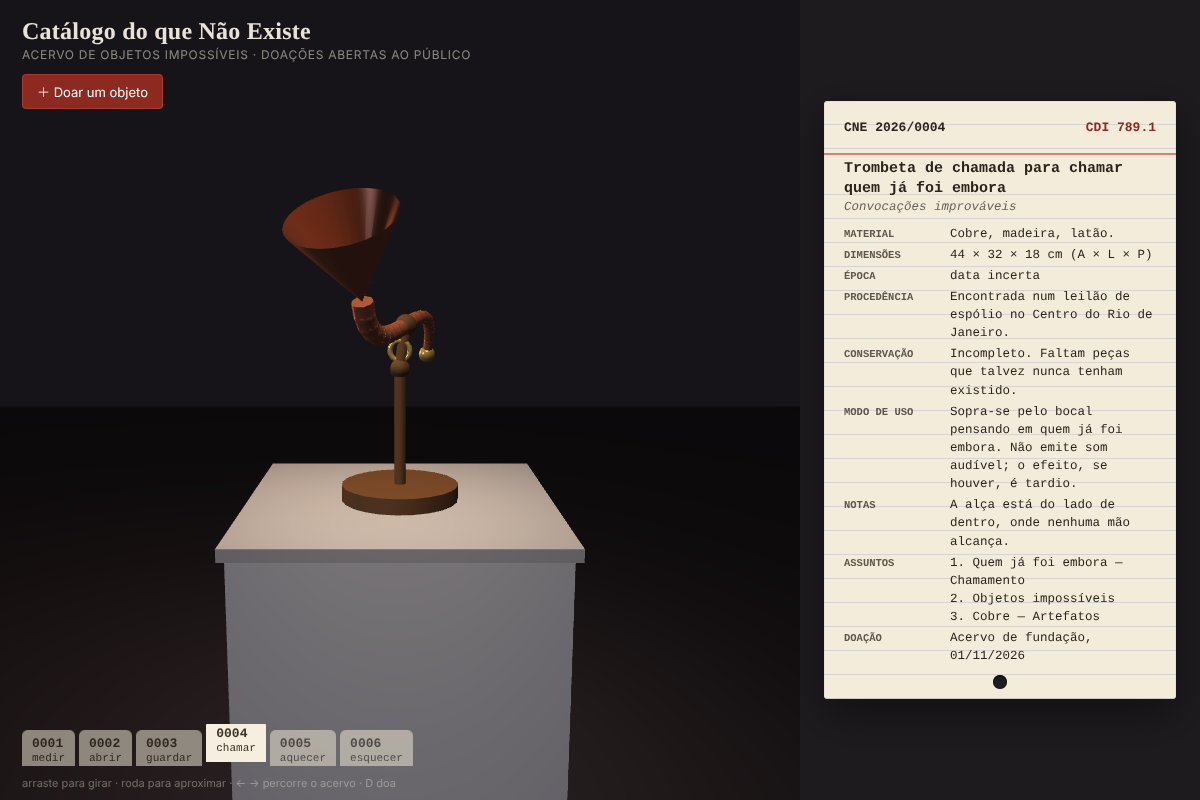 Catálogo do que Não Existe
ACERVO DE OBJETOS IMPOSSÍVEIS · DOAÇÕES ABERTAS AO PÚBLICO
+ Doar um objeto
CNE 2026/0004 CDI 789.1
Trombeta de chamada para chamar
quem já foi embora
Convocações improváveis
MATERIAL Cobre, madeira, latão.
DIMENSÕES 44 × 32 × 18 cm (A × L × P)
ÉPOCA data incerta
PROCEDÊNCIA Encontrada num leilão de
espólio no Centro do Rio de
Janeiro.
CONSERVAÇÃO Incompleto. Faltam peças
que talvez nunca tenham
existido.
MODO DE USO Sopra-se pelo bocal
pensando em quem já foi
embora. Não emite som
audível; o efeito, se
houver, é tardio.
NOTAS A alça está do lado de
dentro, onde nenhuma mão
alcança.
ASSUNTOS 1. Quem já foi embora —
Chamamento
2. Objetos impossíveis
3. Cobre — Artefatos
DOAÇÃO Acervo de fundação,
01/11/2026
0001 medir
0002 abrir
0003 guardar
0004 chamar
0005 aquecer
0006 esquecer
arraste para girar · roda para aproximar · ← → percorre o acervo · D doa